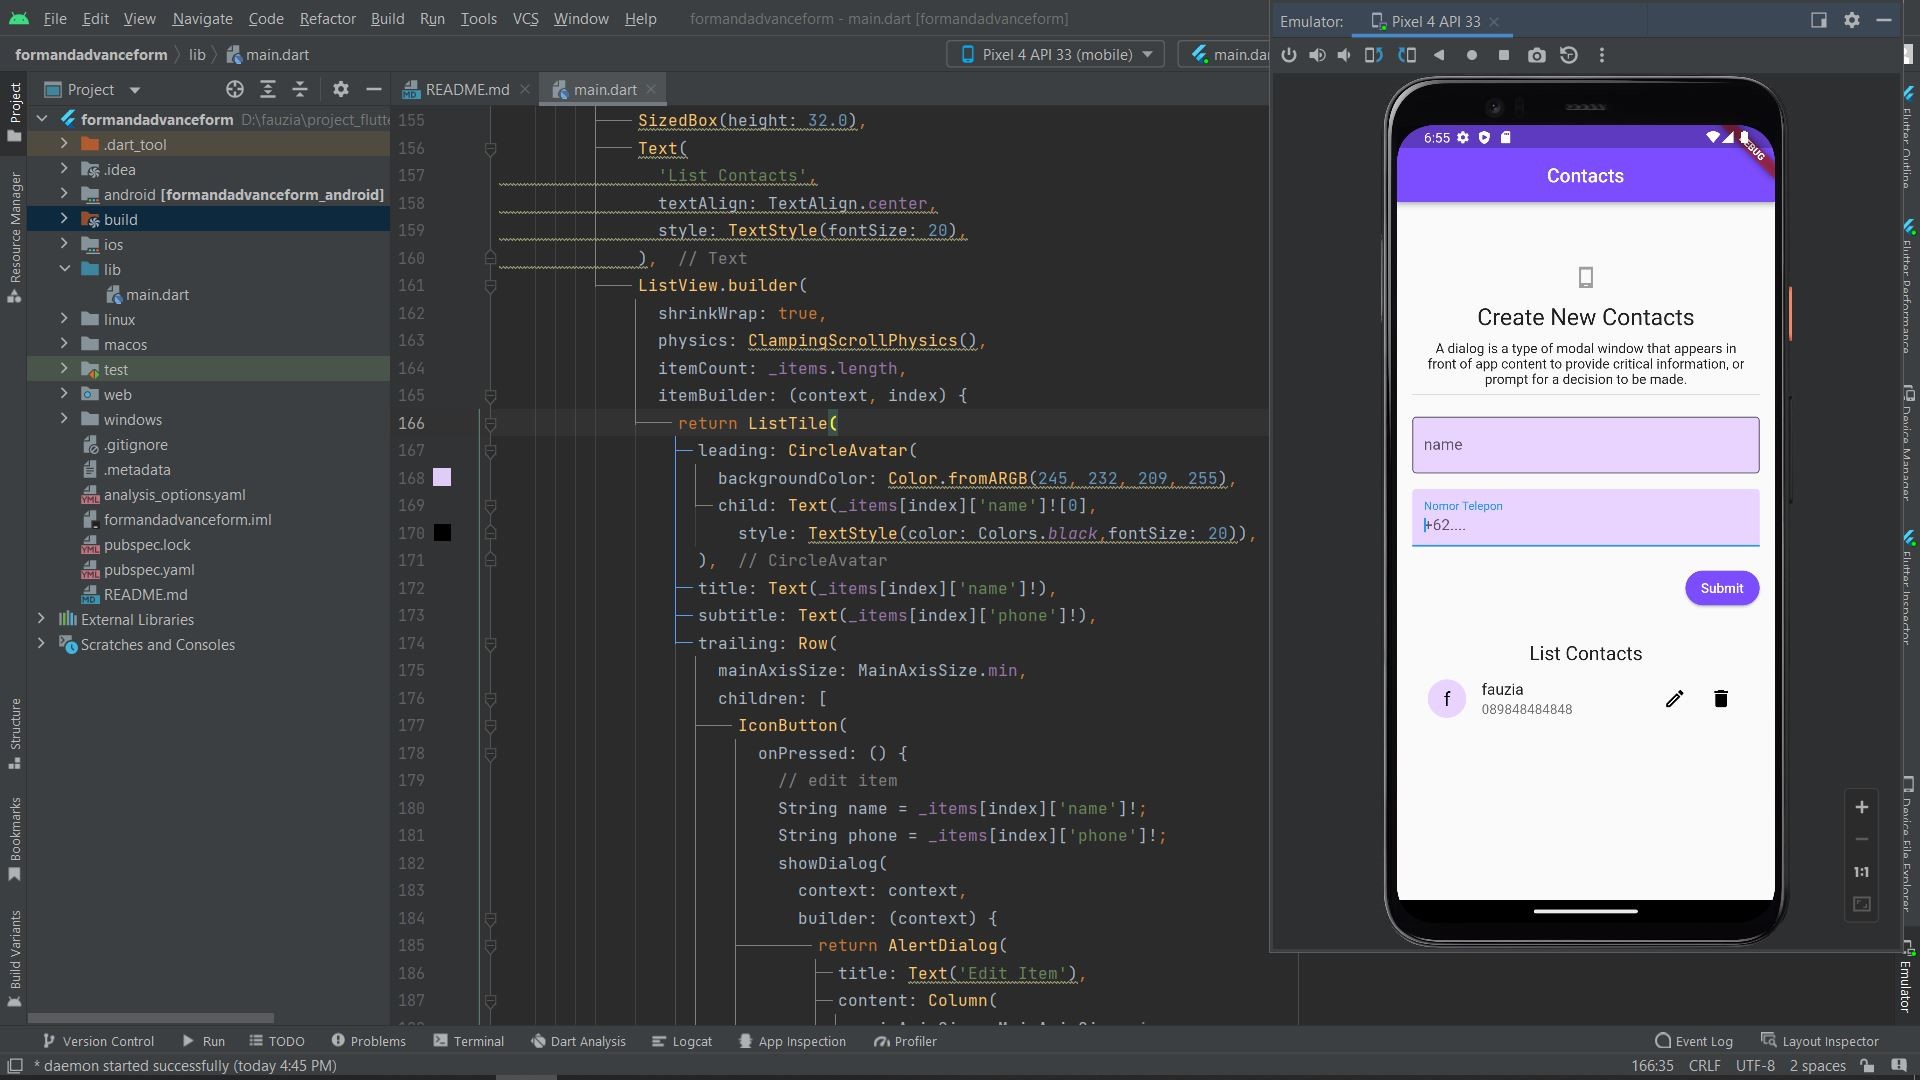 File Edit View Navigate Code Refactor Build Run Tools VCS Window Help formandadvanceform - main.dart [formandadvanceform]
Emulator: Pixel 4 API 33
formandadvanceform lib main.dart
Pixel 4 API 33 (mobile)
main.dar
Project
README.md
main.dart
formandadvanceform D:\fauzia\project_flutte
.dart_tool
.idea
android [formandadvanceform_android]
build
ios
lib
main.dart
linux
macos
test
web
windows
.gitignore
.metadata
analysis_options.yaml
formandadvanceform.iml
pubspec.lock
pubspec.yaml
README.md
External Libraries
Scratches and Consoles
Project
Resource Manager
Structure
Bookmarks
Build Variants
155 SizedBox(height: 32.0),
156 Text(
157 'List Contacts',
158 textAlign: TextAlign.center,
159 style: TextStyle(fontSize: 20),
160 ), // Text
161 ListView.builder(
162 shrinkWrap: true,
163 physics: ClampingScrollPhysics(),
164 itemCount: _items.length,
165 itemBuilder: (context, index) {
166 return ListTile(
167 leading: CircleAvatar(
168 backgroundColor: Color.fromARGB(245, 232, 209, 255),
169 child: Text(_items[index]['name']![0],
170 style: TextStyle(color: Colors.black,fontSize: 20)),
171 ), // CircleAvatar
172 title: Text(_items[index]['name']!),
173 subtitle: Text(_items[index]['phone']!),
174 trailing: Row(
175 mainAxisSize: MainAxisSize.min,
176 children: [
177 IconButton(
178 onPressed: () {
179 // edit item
180 String name = _items[index]['name']!;
181 String phone = _items[index]['phone']!;
182 showDialog(
183 context: context,
184 builder: (context) {
185 return AlertDialog(
186 title: Text('Edit Item'),
187 content: Column(
6:55
DEBUG
Contacts
Create New Contacts
A dialog is a type of modal window that appears in
front of app content to provide critical information, or
prompt for a decision to be made.
name
Nomor Telepon
+62....
Submit
List Contacts
f
fauzia
089848484848
1:1
Flutter Outline
Flutter Performance
Device Manager
Flutter Inspector
Device File Explorer
Emulator
Version Control Run TODO Problems Terminal Dart Analysis Logcat App Inspection Profiler Event Log Layout Inspector
* daemon started successfully (today 4:45 PM) 166:35 CRLF UTF-8 2 spaces